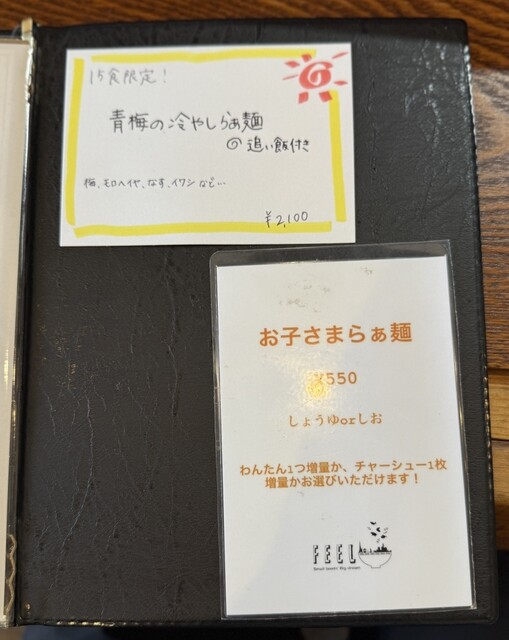 15食限定！
青梅の冷やしらぁ麺
追い飯付き
梅、モロヘイヤ、なす、イワシ など…
¥2,100
お子さまらぁ麺
¥550
しょうゆorしお
わんたん1つ増量か、チャーシュー1枚
増量かお選びいただけます！
FEEL